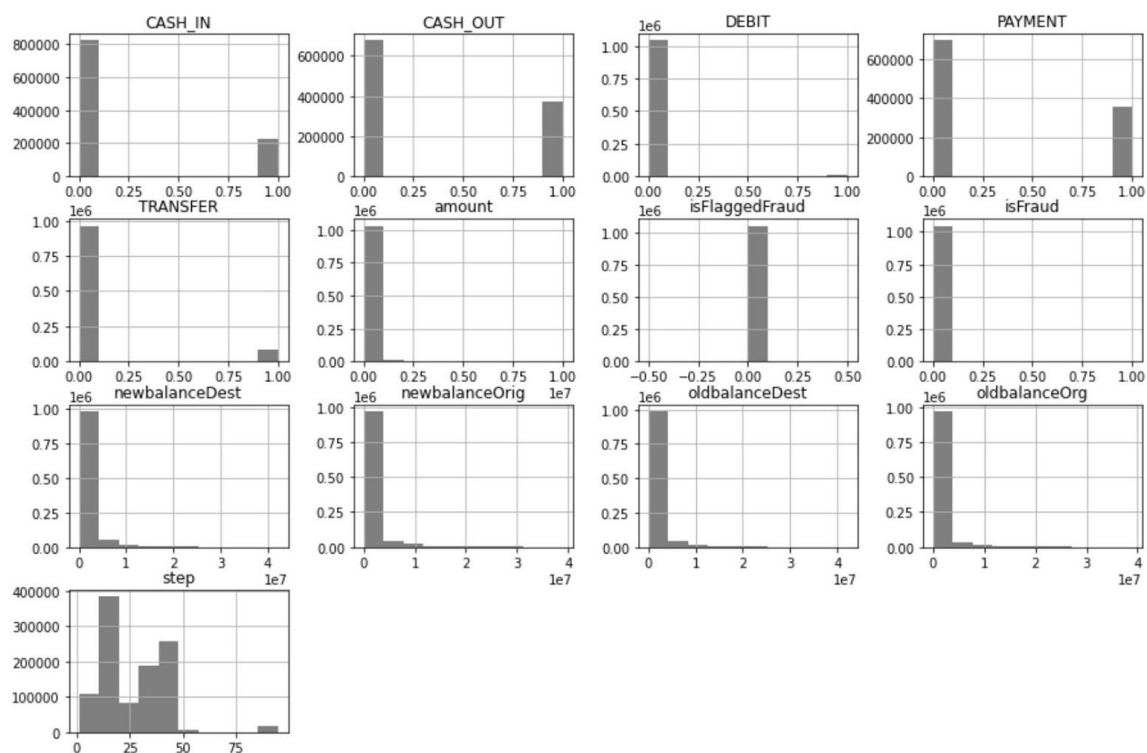 CASH_IN CASH_OUT DEBIT PAYMENT
1e6
800000 600000 1.00 600000
600000 400000 0.75 400000
400000 0.50
200000 200000 0.25 200000
0 0 0.00 0
0.00 0.25 0.50 0.75 1.00 0.00 0.25 0.50 0.75 1.00 0.00 0.25 0.50 0.75 1.00 0.00 0.25 0.50 0.75 1.00
TRANSFER amount isFlaggedFraud isFraud
1e6 1e6 1e6 1e6
1.00 1.00 1.00 1.00
0.75 0.75 0.75 0.75
0.50 0.50 0.50 0.50
0.25 0.25 0.25 0.25
0.00 0.00 0.00 0.00
0.00 0.25 0.50 0.75 1.00 0.00 0.25 0.50 0.75 1.00 −0.50 −0.25 0.00 0.25 0.50 0.00 0.25 0.50 0.75 1.00
1e7
newbalanceDest newbalanceOrig oldbalanceDest oldbalanceOrg
1e6 1e6 1e6 1e6
1.00 1.00 1.00 1.00
0.75 0.75 0.75 0.75
0.50 0.50 0.50 0.50
0.25 0.25 0.25 0.25
0.00 0.00 0.00 0.00
0 1 2 3 4 0 1 2 3 4 0 1 2 3 4 0 1 2 3 4
1e7 1e7 1e7 1e7
step
400000
300000
200000
100000
0
0 25 50 75